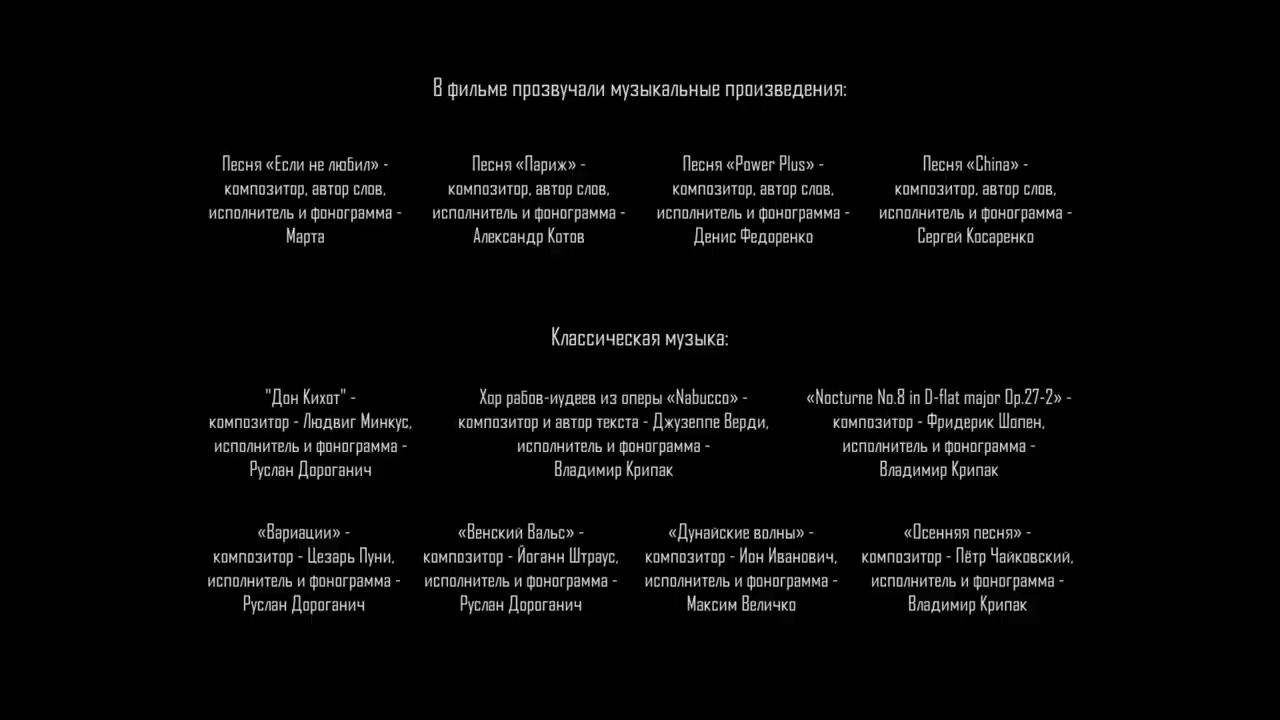 В фильме прозвучали музыкальные произведения:
Песня «Если не любил» -
композитор, автор слов,
исполнитель и фонограмма -
Марта
Песня «Париж» -
композитор, автор слов,
исполнитель и фонограмма -
Александр Котов
Песня «Power Plus» -
композитор, автор слов,
исполнитель и фонограмма -
Денис Федоренко
Песня «China» -
композитор, автор слов,
исполнитель и фонограмма -
Сергей Косаренко
Классическая музыка:
"Дон Кихот" -
композитор - Людвиг Минкус,
исполнитель и фонограмма -
Руслан Дороганич
Хор рабов-иудеев из оперы «Nabucco» -
композитор и автор текста - Джузеппе Верди,
исполнитель и фонограмма -
Владимир Крипак
«Nocturne No.8 in D-flat major Op.27-2» -
композитор - Фридерик Шопен,
исполнитель и фонограмма -
Владимир Крипак
«Вариации» -
композитор - Цезарь Пуни,
исполнитель и фонограмма -
Руслан Дороганич
«Венский Вальс» -
композитор - Йоганн Штраус,
исполнитель и фонограмма -
Руслан Дороганич
«Дунайские волны» -
композитор - Ион Иванович,
исполнитель и фонограмма -
Максим Величко
«Осенняя песня» -
композитор - Пётр Чайковский,
исполнитель и фонограмма -
Владимир Крипак